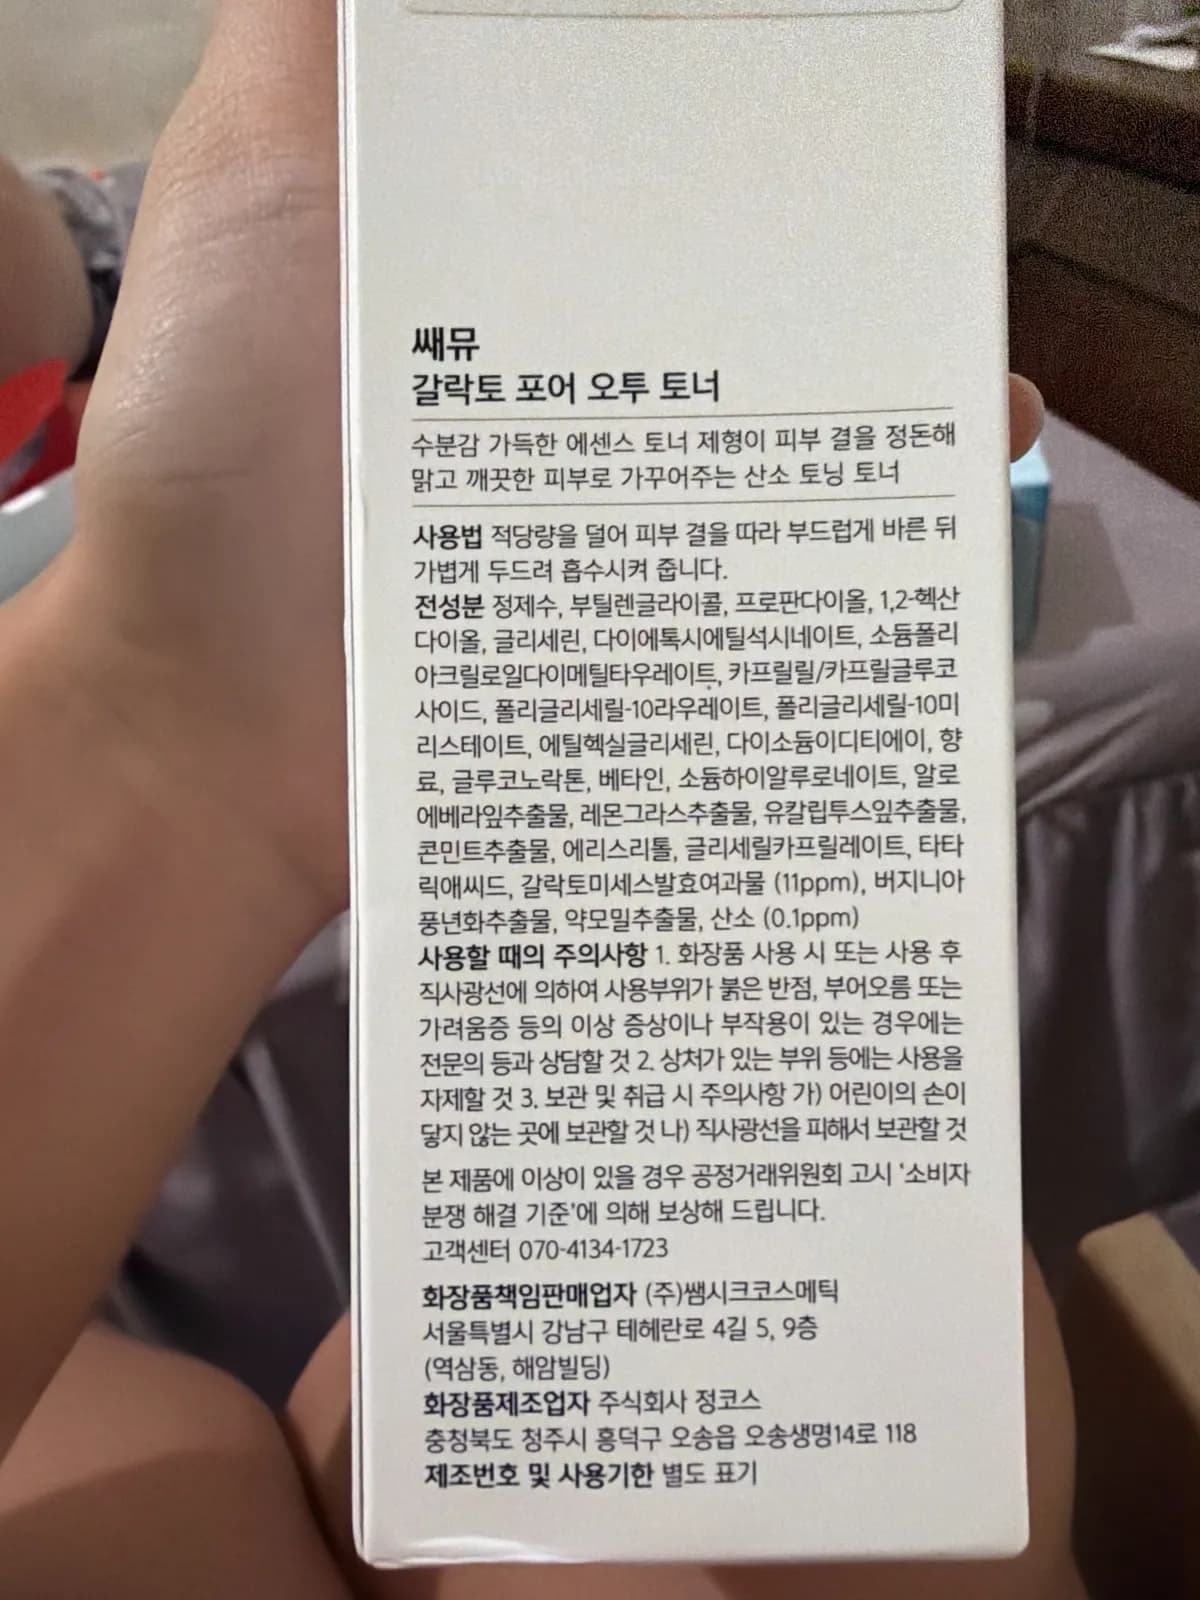 쌔뮤
갈락토 포어 오투 토너
수분감 가득한 에센스 토너 제형이 피부 결을 정돈해
맑고 깨끗한 피부로 가꾸어주는 산소 토닝 토너
사용법 적당량을 덜어 피부 결을 따라 부드럽게 바른 뒤
가볍게 두드려 흡수시켜 줍니다.
전성분 정제수, 부틸렌글라이콜, 프로판다이올, 1,2-헥산
다이올, 글리세린, 다이에톡시에틸석시네이트, 소듐폴리
아크릴로일다이메틸타우레이트, 카프릴릴/카프릴글루코
사이드, 폴리글리세릴-10라우레이트, 폴리글리세릴-10미
리스테이트, 에틸헥실글리세린, 다이소듐이디티에이, 향
료, 글루코노락톤, 베타인, 소듐하이알루로네이트, 알로
에베라잎추출물, 레몬그라스추출물, 유칼립투스잎추출물,
콘민트추출물, 에리스리톨, 글리세릴카프릴레이트, 타타
릭애씨드, 갈락토미세스발효여과물 (11ppm), 버지니아
풍년화추출물, 약모밀추출물, 산소 (0.1ppm)
사용할 때의 주의사항 1. 화장품 사용 시 또는 사용 후
직사광선에 의하여 사용부위가 붉은 반점, 부어오름 또는
가려움증 등의 이상 증상이나 부작용이 있는 경우에는
전문의 등과 상담할 것 2. 상처가 있는 부위 등에는 사용을
자제할 것 3. 보관 및 취급 시 주의사항 가) 어린이의 손이
닿지 않는 곳에 보관할 것 나) 직사광선을 피해서 보관할 것
본 제품에 이상이 있을 경우 공정거래위원회 고시 '소비자
분쟁 해결 기준'에 의해 보상해 드립니다.
고객센터 070-4134-1723
화장품책임판매업자 (주)쌤시크코스메틱
서울특별시 강남구 테헤란로 4길 5, 9층
(역삼동, 해암빌딩)
화장품제조업자 주식회사 정코스
충청북도 청주시 흥덕구 오송읍 오송생명14로 118
제조번호 및 사용기한 별도 표기